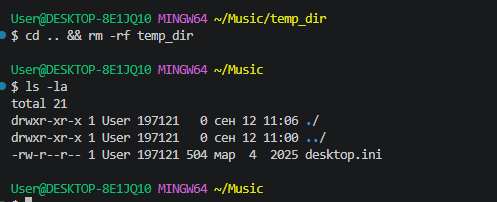 User@DESKTOP-8E1JQ10 MINGW64 ~/Music/temp_dir
$ cd .. && rm -rf temp_dir
User@DESKTOP-8E1JQ10 MINGW64 ~/Music
$ ls -la
total 21
drwxr-xr-x 1 User 197121   0 сен 12 11:06 ./
drwxr-xr-x 1 User 197121   0 сен 12 11:00 ../
-rw-r--r-- 1 User 197121 504 мар  4  2025 desktop.ini
User@DESKTOP-8E1JQ10 MINGW64 ~/Music
$